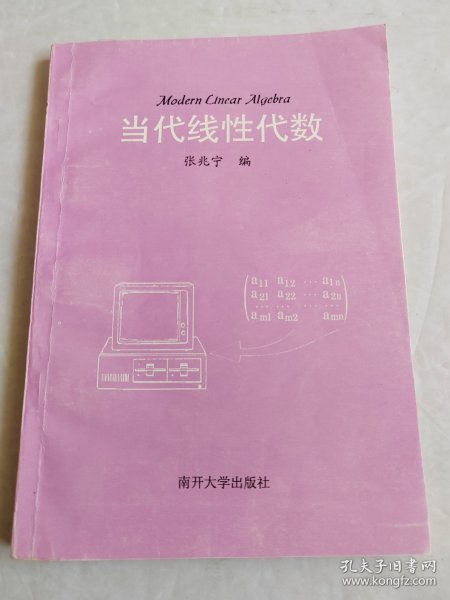 Modern Linear Algebra
当代线性代数
张兆宁 编
a11 a12 ··· a1n
a21 a22 ··· a2n
··· ··· ··· ···
am1 am2 amn
南开大学出版社
孔夫子旧书网
www.kongfz.com